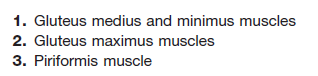 1. Gluteus medius and minimus muscles
2. Gluteus maximus muscles
3. Piriformis muscle